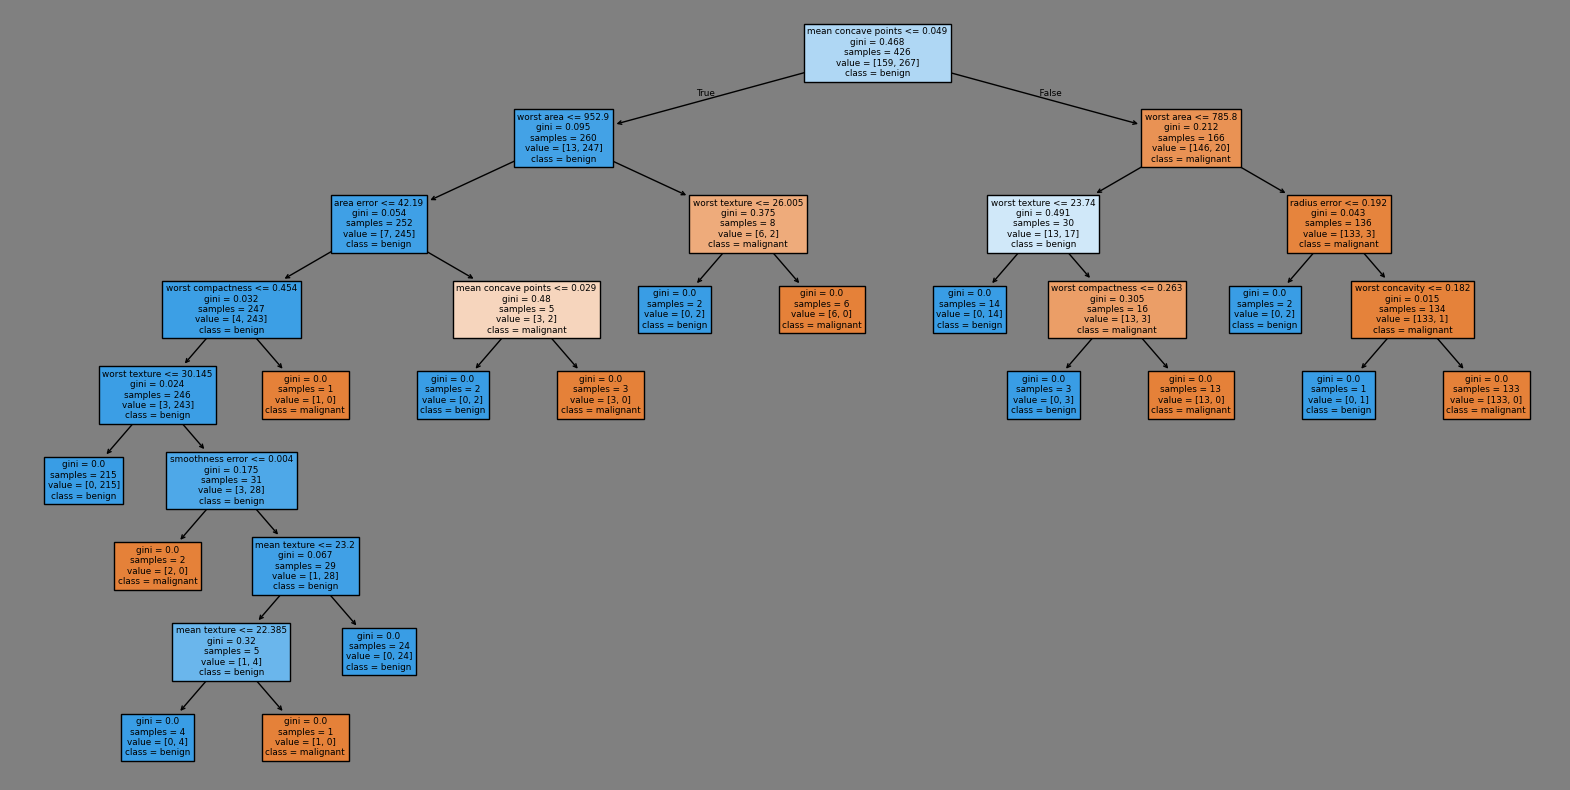 mean concave points <= 0.049
gini = 0.468
samples = 426
value = [159, 267]
class = benign
True
False
worst area <= 952.9
gini = 0.095
samples = 260
value = [13, 247]
class = benign
worst area <= 785.8
gini = 0.212
samples = 166
value = [146, 20]
class = malignant
area error <= 42.19
gini = 0.054
samples = 252
value = [7, 245]
class = benign
worst texture <= 26.005
gini = 0.375
samples = 8
value = [6, 2]
class = malignant
worst texture <= 23.74
gini = 0.491
samples = 30
value = [13, 17]
class = benign
radius error <= 0.192
gini = 0.043
samples = 136
value = [133, 3]
class = malignant
worst compactness <= 0.454
gini = 0.032
samples = 247
value = [4, 243]
class = benign
mean concave points <= 0.029
gini = 0.48
samples = 5
value = [3, 2]
class = malignant
gini = 0.0
samples = 2
value = [0, 2]
class = benign
gini = 0.0
samples = 6
value = [6, 0]
class = malignant
gini = 0.0
samples = 14
value = [0, 14]
class = benign
worst compactness <= 0.263
gini = 0.305
samples = 16
value = [13, 3]
class = malignant
gini = 0.0
samples = 2
value = [0, 2]
class = benign
worst concavity <= 0.182
gini = 0.015
samples = 134
value = [133, 1]
class = malignant
worst texture <= 30.145
gini = 0.024
samples = 246
value = [3, 243]
class = benign
gini = 0.0
samples = 1
value = [1, 0]
class = malignant
gini = 0.0
samples = 2
value = [0, 2]
class = benign
gini = 0.0
samples = 3
value = [3, 0]
class = malignant
gini = 0.0
samples = 3
value = [0, 3]
class = benign
gini = 0.0
samples = 13
value = [13, 0]
class = malignant
gini = 0.0
samples = 1
value = [0, 1]
class = benign
gini = 0.0
samples = 133
value = [133, 0]
class = malignant
gini = 0.0
samples = 215
value = [0, 215]
class = benign
smoothness error <= 0.004
gini = 0.175
samples = 31
value = [3, 28]
class = benign
gini = 0.0
samples = 2
value = [2, 0]
class = malignant
mean texture <= 23.2
gini = 0.067
samples = 29
value = [1, 28]
class = benign
mean texture <= 22.385
gini = 0.32
samples = 5
value = [1, 4]
class = benign
gini = 0.0
samples = 24
value = [0, 24]
class = benign
gini = 0.0
samples = 4
value = [0, 4]
class = benign
gini = 0.0
samples = 1
value = [1, 0]
class = malignant